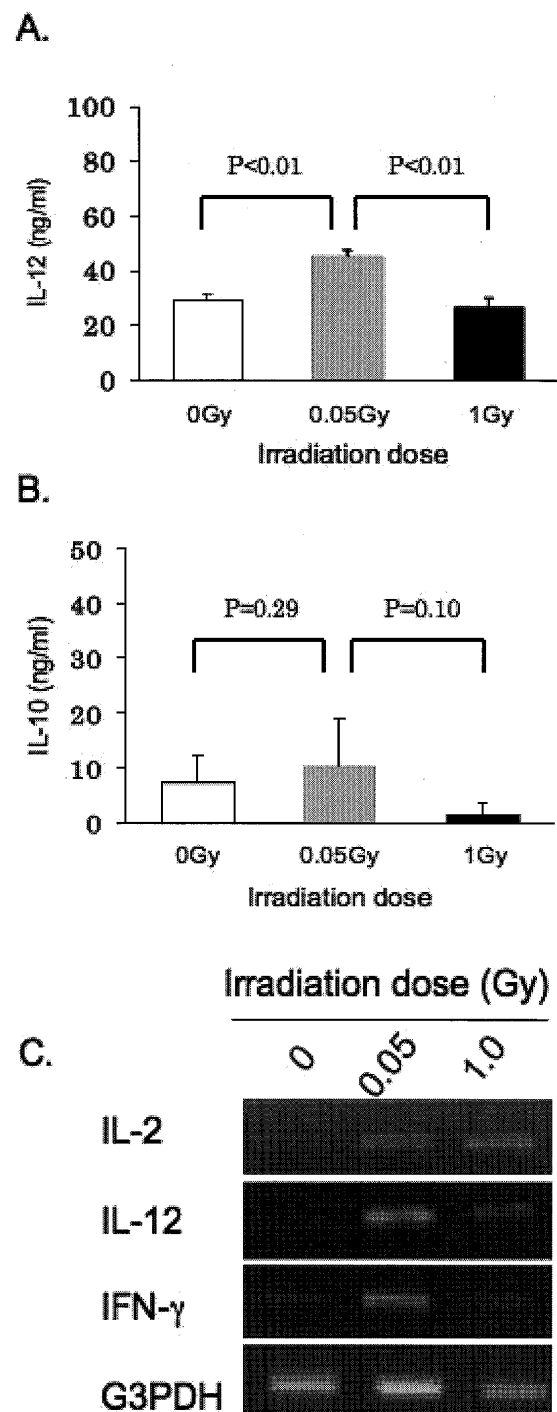 A.
100
80
60
40
20
0
IL-12 (ng/ml)
P<0.01 P<0.01
0Gy 0.05Gy 1Gy
Irradiation dose
B.
50
40
30
20
10
0
IL-10 (ng/ml)
P=0.29 P=0.10
0Gy 0.05Gy 1Gy
Irradiation dose
Irradiation dose (Gy)
C.
0 0.05 1.0
IL-2
IL-12
IFN-γ
G3PDH